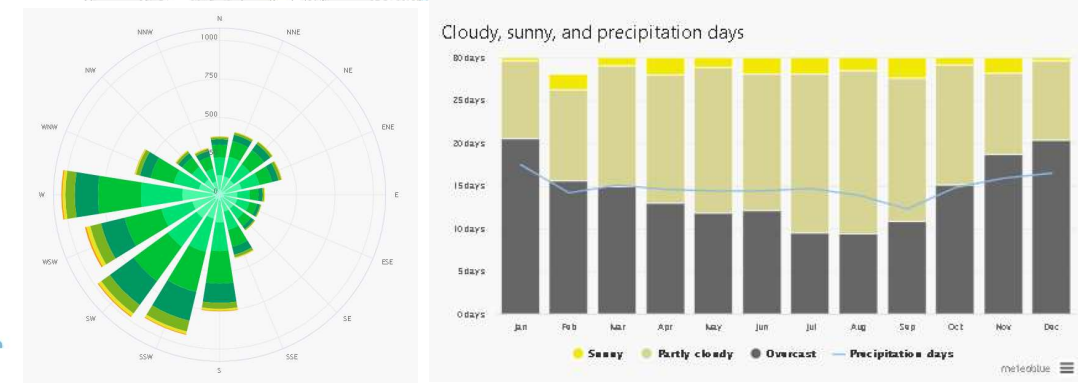 N
NNW
NNE
1000
NW
NE
750
500
WNW
ENE
0
W
E
WSW
ESE
SW
SE
SSW
SSE
S
Cloudy, sunny, and precipitation days
30 days
25 days
20 days
15 days
10 days
5 days
0 days
Jan Feb Mar Apr May Jun Jul Aug Sep Oct Nov Dec
Sunny Partly cloudy Overcast Precipitation days
meteoblue